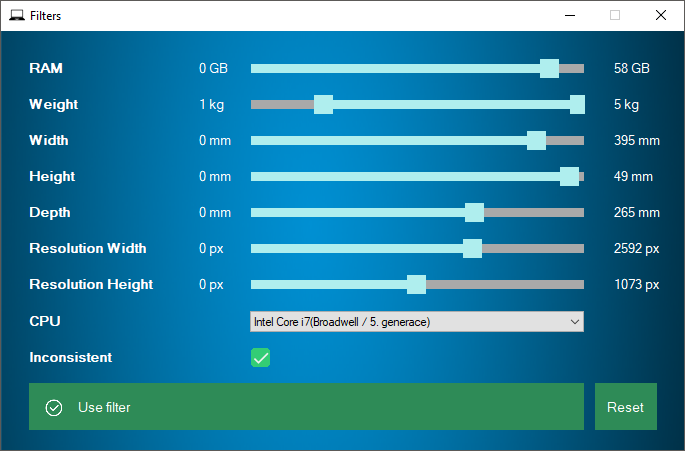 Filters
RAM 0 GB 58 GB
Weight 1 kg 5 kg
Width 0 mm 395 mm
Height 0 mm 49 mm
Depth 0 mm 265 mm
Resolution Width 0 px 2592 px
Resolution Height 0 px 1073 px
CPU Intel Core i7(Broadwell / 5. generace)
Inconsistent
Use filter Reset